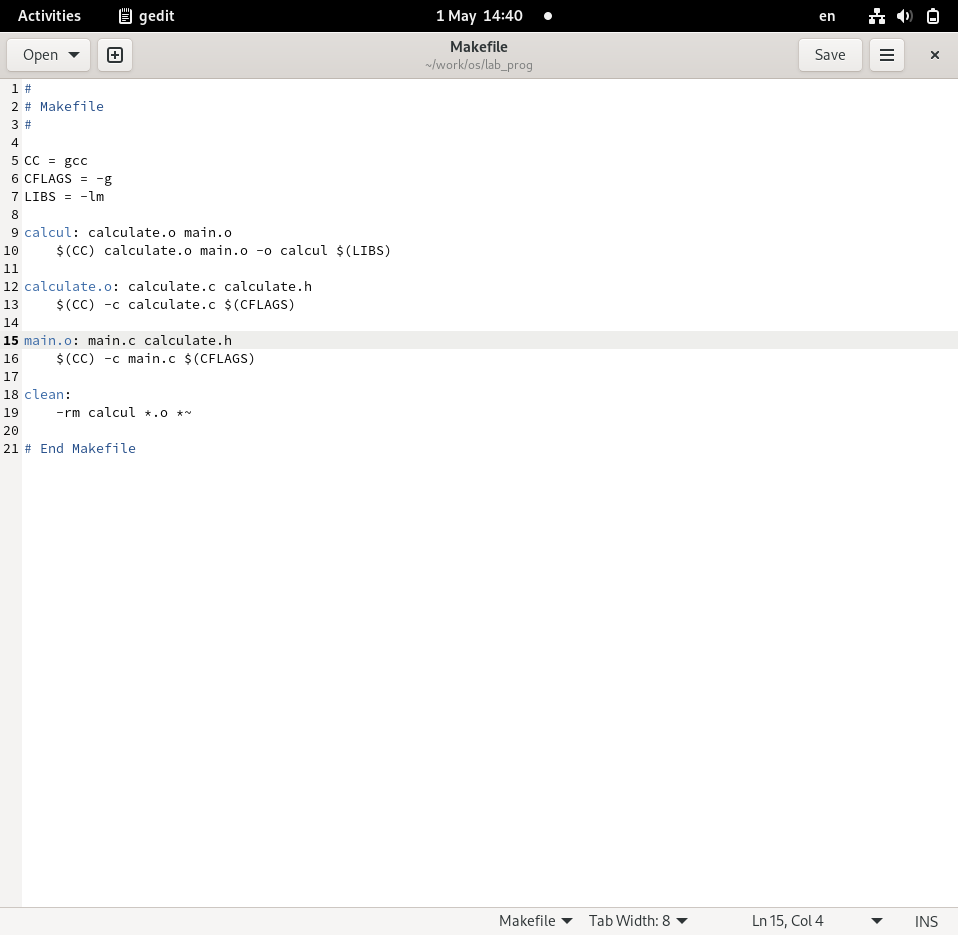 Activities gedit 1 May 14:40 en
Open Makefile Save
~/work/os/lab_prog
1 #
2 # Makefile
3 #
4
5 CC = gcc
6 CFLAGS = -g
7 LIBS = -lm
8
9 calcul: calculate.o main.o
10     $(CC) calculate.o main.o -o calcul $(LIBS)
11
12 calculate.o: calculate.c calculate.h
13     $(CC) -c calculate.c $(CFLAGS)
14
15 main.o: main.c calculate.h
16     $(CC) -c main.c $(CFLAGS)
17
18 clean:
19     -rm calcul *.o *~
20
21 # End Makefile
Makefile Tab Width: 8 Ln 15, Col 4 INS